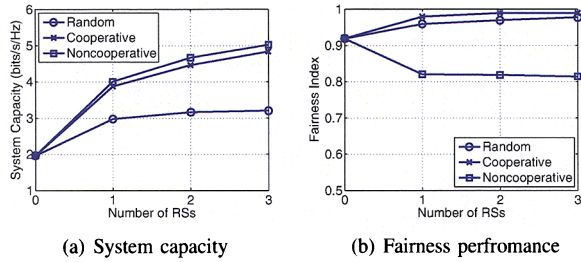 System Capacity (bits/s/Hz)
6
5
4
3
2
1
Random
Cooperative
Noncooperative
0 1 2 3
Number of RSs
(a) System capacity
Fairness Index
1
0.9
0.8
0.7
0.6
0.5
Random
Cooperative
Noncooperative
0 1 2 3
Number of RSs
(b) Fairness perfromance